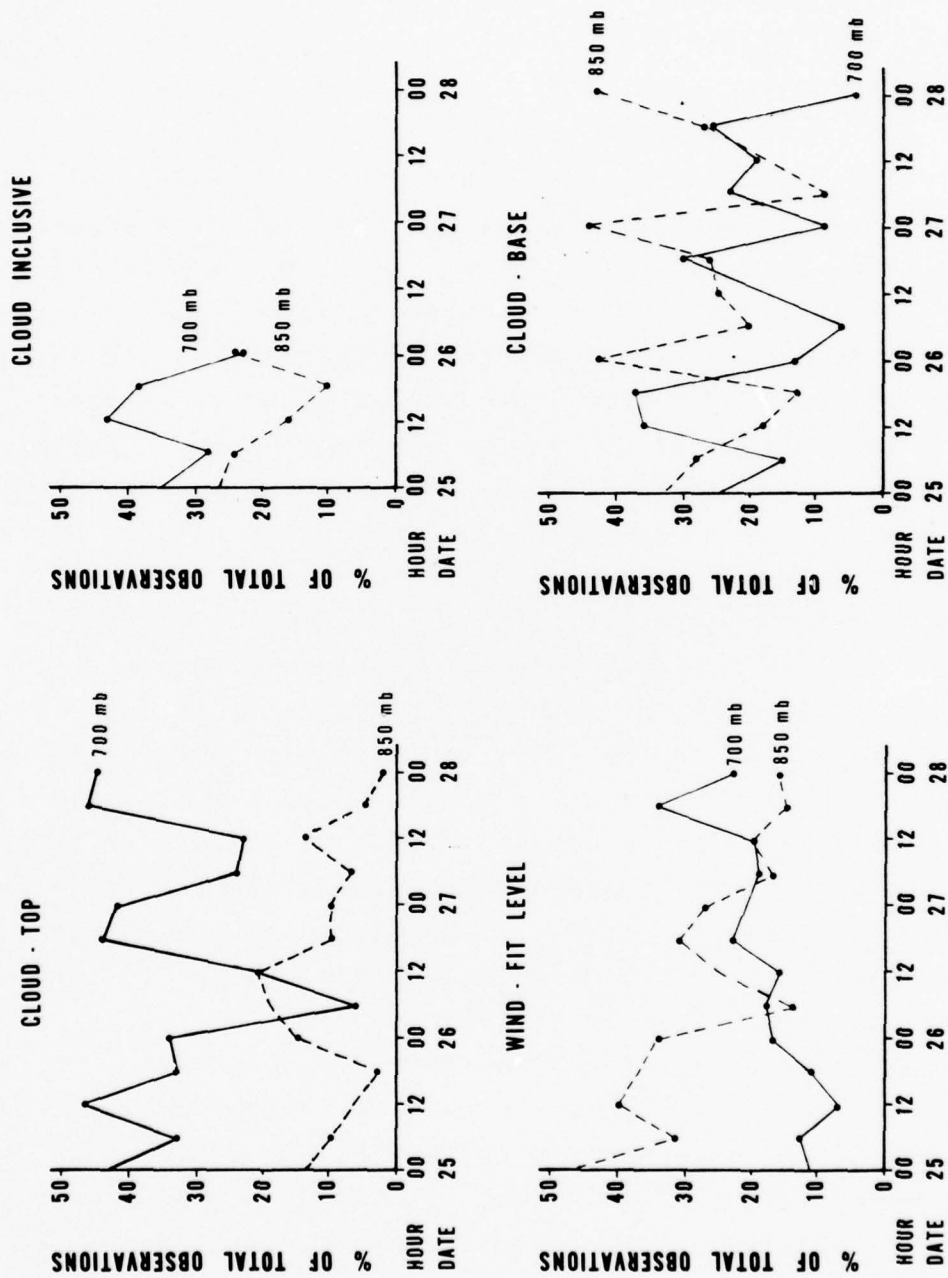 CLOUD - TOP
% OF TOTAL OBSERVATIONS
50
40
30
20
10
0
700 mb
850 mb
HOUR 00 12 00 12 00 12 00
DATE 25 26 27 28
CLOUD INCLUSIVE
% OF TOTAL OBSERVATIONS
50
40
30
20
10
0
700 mb
850 mb
HOUR 00 12 00 12 00 12 00
DATE 25 26 27 28
WIND - FIT LEVEL
% OF TOTAL OBSERVATIONS
50
40
30
20
10
0
700 mb
850 mb
HOUR 00 12 00 12 00 12 00
DATE 25 26 27 28
CLOUD - BASE
% CF TOTAL OBSERVATIONS
50
40
30
20
10
0
850 mb
700 mb
HOUR 00 12 00 12 00 12 00
DATE 25 26 27 28